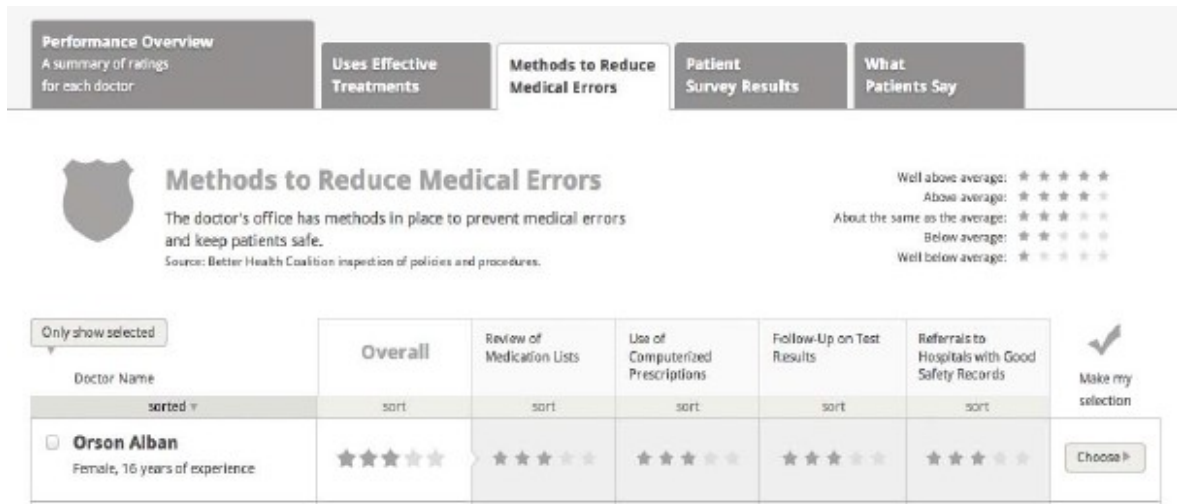 Performance Overview
A summary of ratings
for each doctor
Uses Effective
Treatments
Methods to Reduce
Medical Errors
Patient
Survey Results
What
Patients Say
Methods to Reduce Medical Errors
The doctor's office has methods in place to prevent medical errors
and keep patients safe.
Source: Better Health Coalition inspection of policies and procedures.
Well above average:
Above average:
About the same as the average:
Below average:
Well below average:
Only show selected
Doctor Name
Overall
Review of
Medication Lists
Use of
Computerized
Prescriptions
Follow-Up on Test
Results
Referrals to
Hospitals with Good
Safety Records
Make my
selection
sorted
sort
sort
sort
sort
sort
Orson Alban
Female, 16 years of experience
Choose